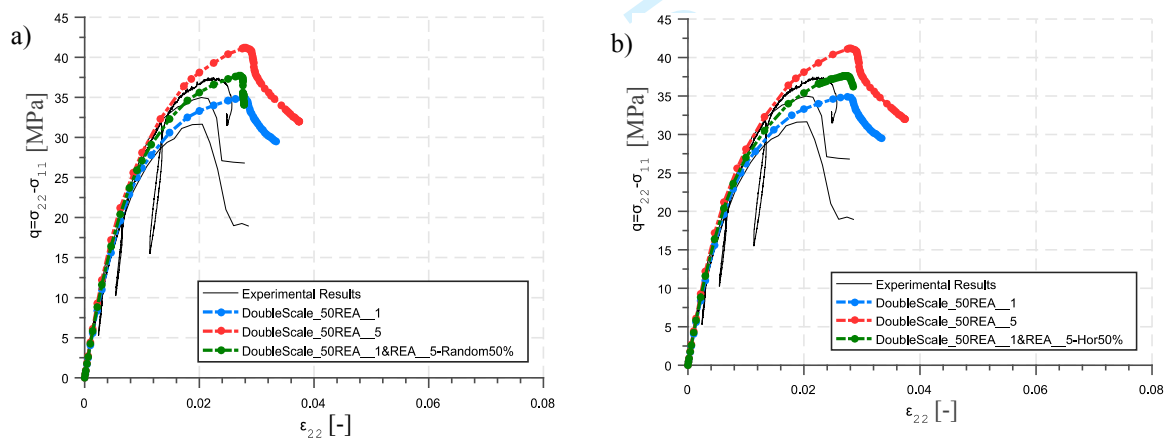 a)
45
40
35
30
25
20
15
10
5
0
q=σ22-σ11 [MPa]
Experimental Results
DoubleScale_50REA__1
DoubleScale_50REA__5
DoubleScale_50REA__1&REA__5-Random50%
0
0.02
0.04
0.06
0.08
ε22 [-]
b)
45
40
35
30
25
20
15
10
5
0
q=σ22-σ11 [MPa]
Experimental Results
DoubleScale_50REA__1
DoubleScale_50REA__5
DoubleScale_50REA__1&REA__5-Hor50%
0
0.02
0.04
0.06
0.08
ε22 [-]